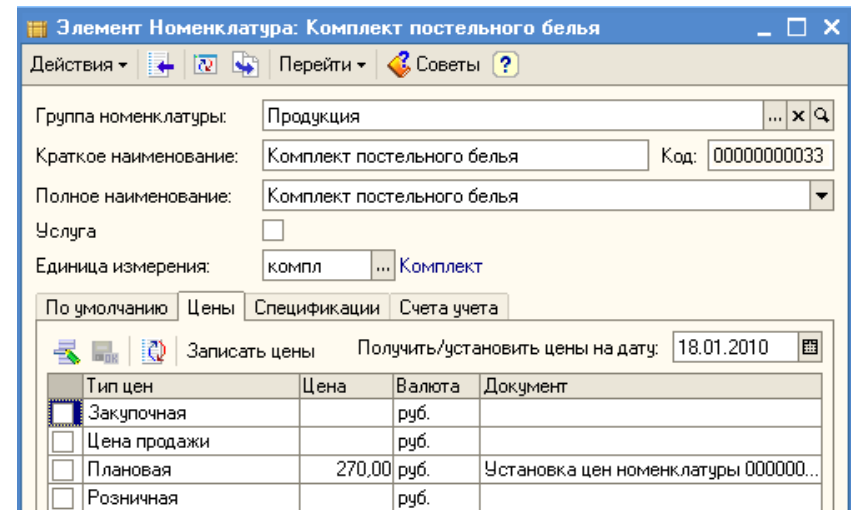 Элемент Номенклатура: Комплект постельного белья
Действия Перейти Советы ?
Группа номенклатуры: Продукция ... x
Краткое наименование: Комплект постельного белья Код: 00000000033
Полное наименование: Комплект постельного белья
Услуга
Единица измерения: компл ... Комплект
По умолчанию Цены Спецификации Счета учета
Записать цены Получить/установить цены на дату: 18.01.2010
Тип цен Цена Валюта Документ
Закупочная руб.
Цена продажи руб.
Плановая 270,00 руб. Установка цен номенклатуры 000000...
Розничная руб.